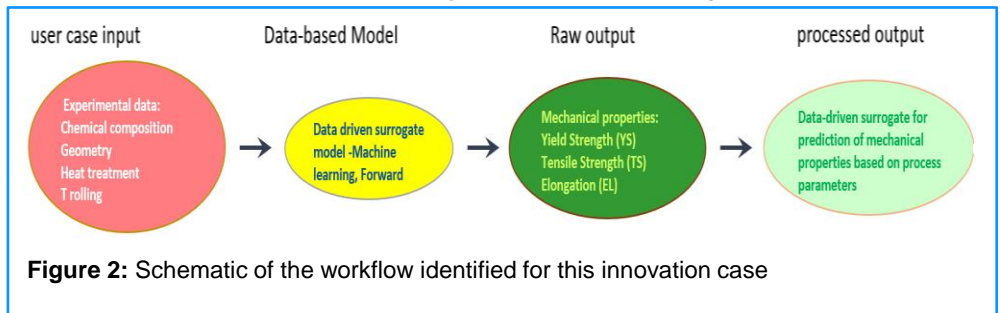 user case input
Data-based Model
Raw output
processed output
Experimental data:
Chemical composition
Geometry
Heat treatment
T rolling
Data driven surrogate
model -Machine
learning, Forward
Mechanical properties:
Yield Strength (YS)
Tensile Strength (TS)
Elongation (EL)
Data-driven surrogate for
prediction of mechanical
properties based on process
parameters
Figure 2: Schematic of the workflow identified for this innovation case